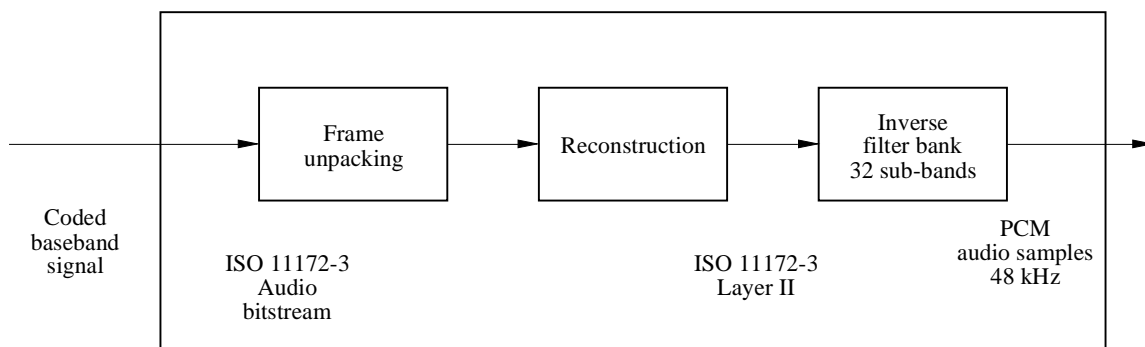 Frame
unpacking
Reconstruction
Inverse
filter bank
32 sub-bands
Coded
baseband
signal
ISO 11172-3
Audio
bitstream
ISO 11172-3
Layer II
PCM
audio samples
48 kHz